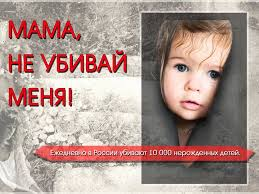 МАМА,
НЕ УБИВАЙ
МЕНЯ!
Ежедневно в России убивают 10 000 нерожденных детей.